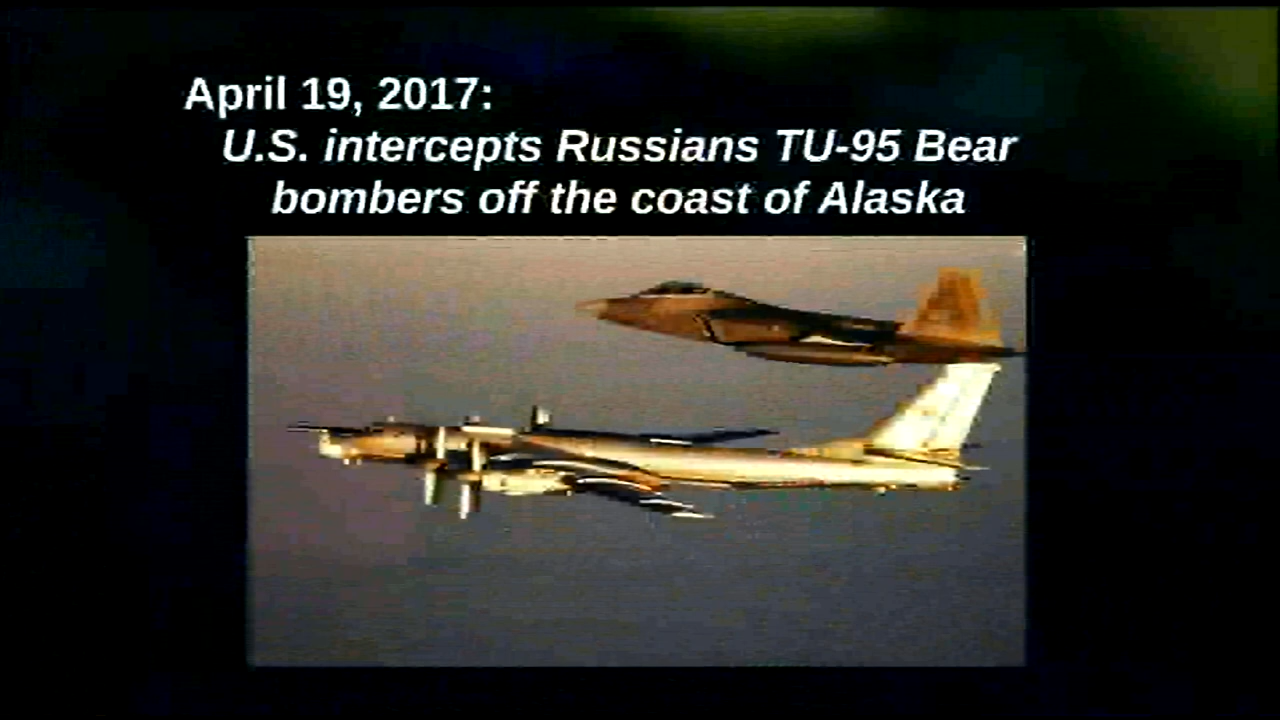 April 19, 2017:
U.S. intercepts Russians TU-95 Bear
bombers off the coast of Alaska